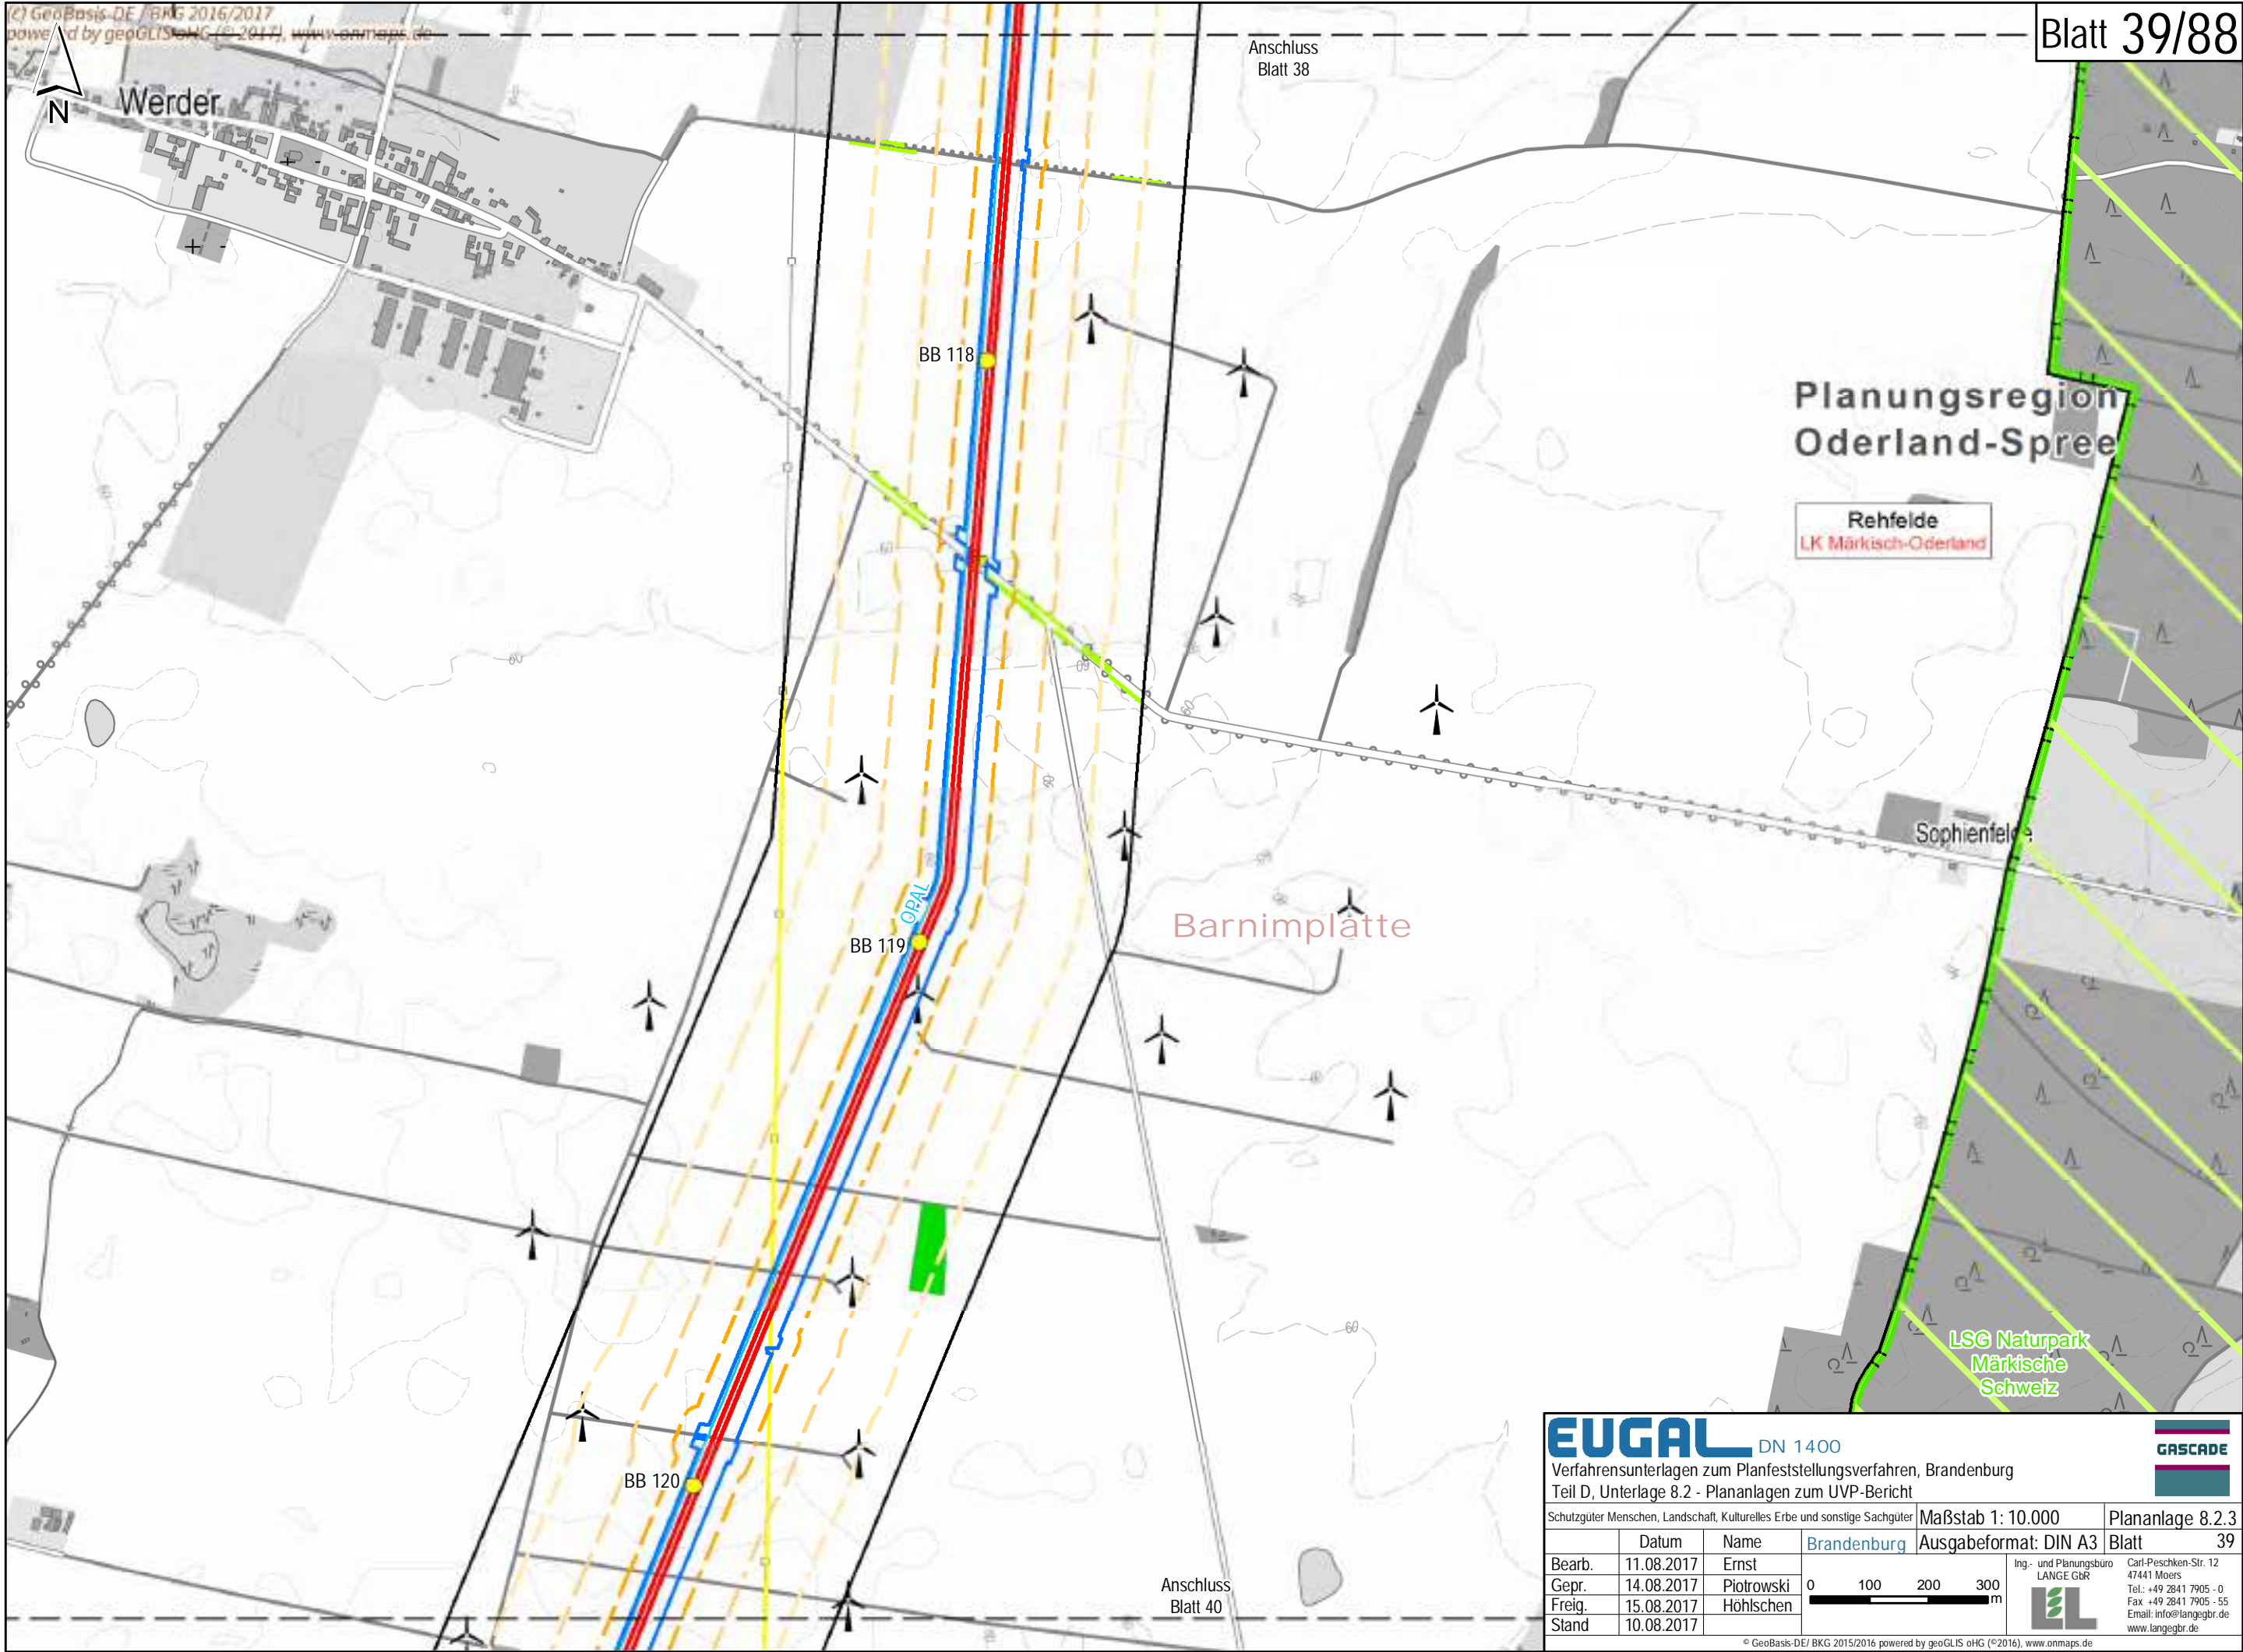 (c) GeoBasis-DE / BKG 2016/2017
powered by geoGLIS oHG (© 2017), www.onmaps.de
Blatt 39/88
Anschluss
Blatt 38
N
Werder
BB 118
Planungsregion
Oderland-Spree
Rehfelde
LK Märkisch-Oderland
60
60
60
60
60
Sophienfelde
OPAL
BB 119
Barnimplatte
60
LSG Naturpark
Märkische
Schweiz
BB 120
Anschluss
Blatt 40
EUGAL DN 1400
GASCADE
Verfahrensunterlagen zum Planfeststellungsverfahren, Brandenburg
Teil D, Unterlage 8.2 - Plananlagen zum UVP-Bericht
Schutzgüter Menschen, Landschaft, Kulturelles Erbe und sonstige Sachgüter Maßstab 1: 10.000 Plananlage 8.2.3
Datum Name Brandenburg Ausgabeformat: DIN A3 Blatt 39
Bearb. 11.08.2017 Ernst
Gepr. 14.08.2017 Piotrowski
Freig. 15.08.2017 Höhlschen
Stand 10.08.2017
0 100 200 300
m
Ing.- und Planungsbüro
LANGE GbR
Carl-Peschken-Str. 12
47441 Moers
Tel.: +49 2841 7905 - 0
Fax +49 2841 7905 - 55
Email: info@langegbr.de
www.langegbr.de
© GeoBasis-DE/ BKG 2015/2016 powered by geoGLIS oHG (©2016), www.onmaps.de